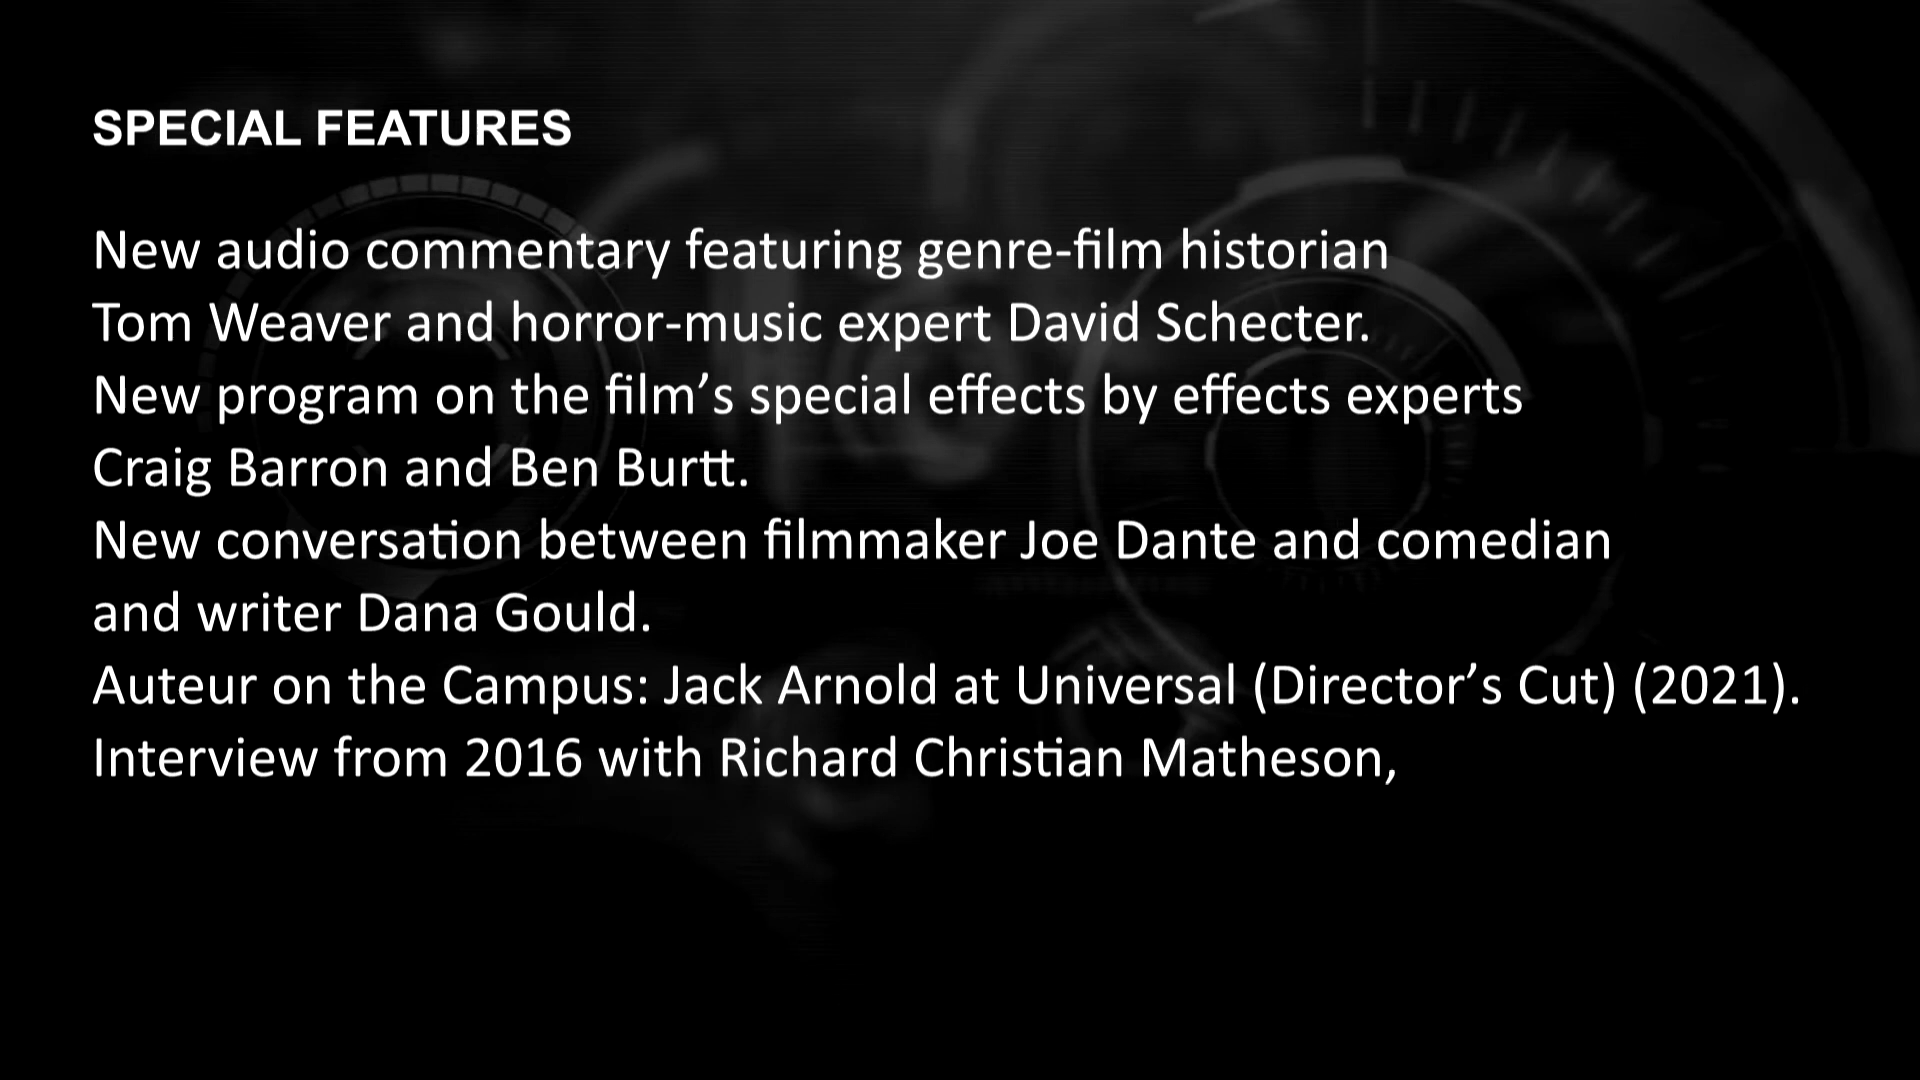 SPECIAL FEATURES
New audio commentary featuring genre-film historian
Tom Weaver and horror-music expert David Schecter.
New program on the film’s special effects by effects experts
Craig Barron and Ben Burtt.
New conversation between filmmaker Joe Dante and comedian
and writer Dana Gould.
Auteur on the Campus: Jack Arnold at Universal (Director’s Cut) (2021).
Interview from 2016 with Richard Christian Matheson,